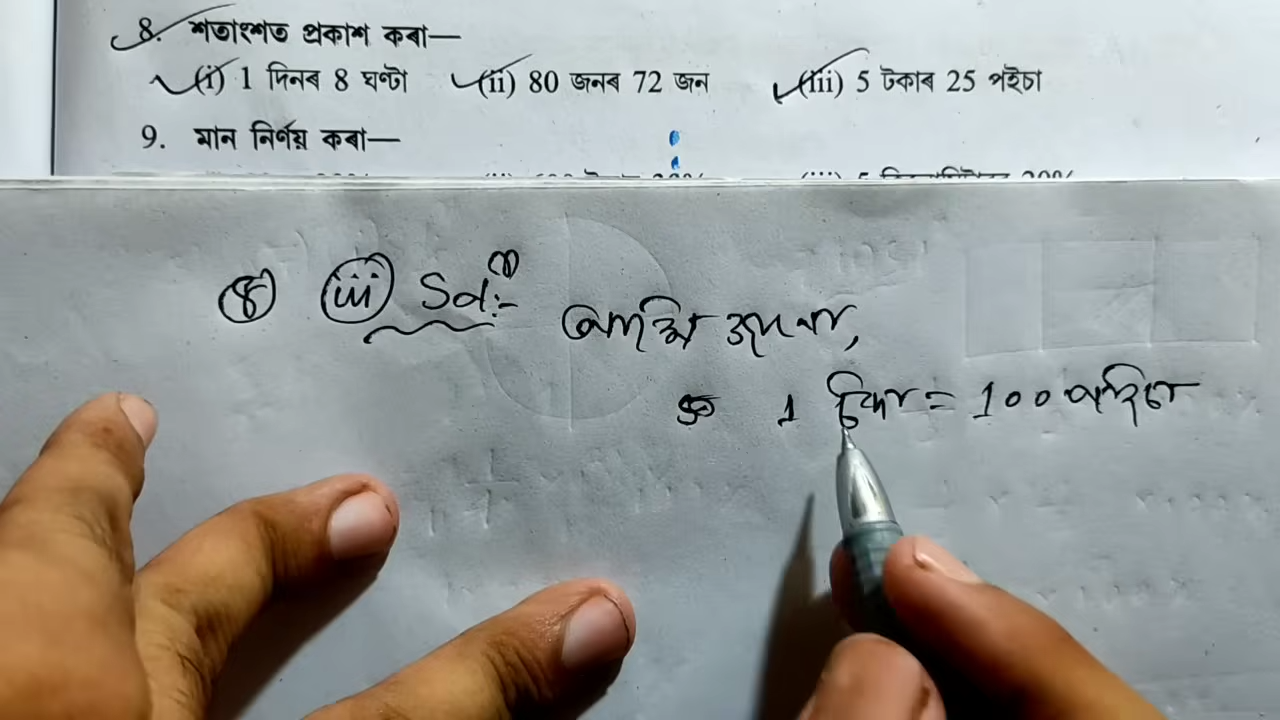 8. শতাংশত প্ৰকাশ কৰা—
(i) 1 দিনৰ 8 ঘণ্টা (ii) 80 জনৰ 72 জন (iii) 5 টকাৰ 25 পইচা
9. মান নিৰ্ণয় কৰা—
8 (iii) Solⁿ:-
আমি জানো,
1 টকা = 100 পইচা